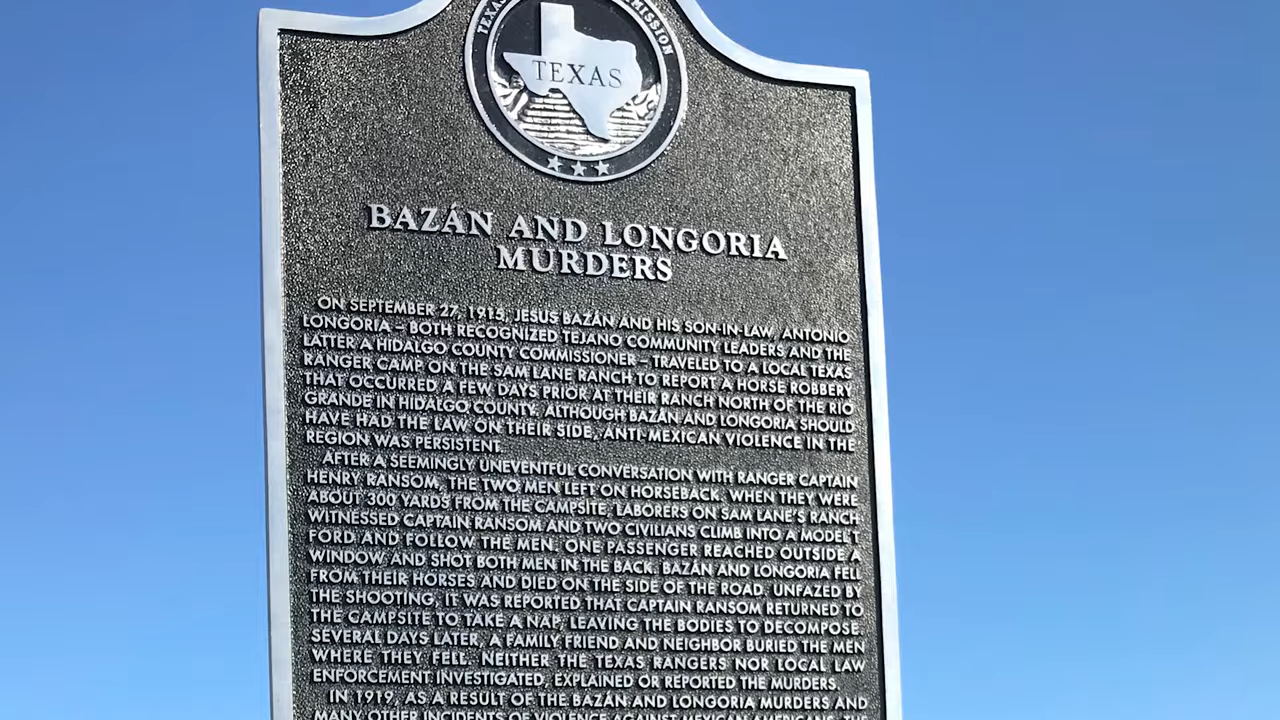 TEXAS
MISSION
TEXAS
BAZÁN AND LONGORIA
MURDERS
ON SEPTEMBER 27, 1915, JESUS BAZÁN AND HIS SON-IN-LAW, ANTONIO
LONGORIA – BOTH RECOGNIZED TEJANO COMMUNITY LEADERS AND THE
LATTER A HIDALGO COUNTY COMMISSIONER – TRAVELED TO A LOCAL TEXAS
RANGER CAMP ON THE SAM LANE RANCH TO REPORT A HORSE ROBBERY
THAT OCCURRED A FEW DAYS PRIOR AT THEIR RANCH NORTH OF THE RIO
GRANDE IN HIDALGO COUNTY. ALTHOUGH BAZÁN AND LONGORIA SHOULD
HAVE HAD THE LAW ON THEIR SIDE, ANTI-MEXICAN VIOLENCE IN THE
REGION WAS PERSISTENT.
AFTER A SEEMINGLY UNEVENTFUL CONVERSATION WITH RANGER CAPTAIN
HENRY RANSOM, THE TWO MEN LEFT ON HORSEBACK. WHEN THEY WERE
ABOUT 300 YARDS FROM THE CAMPSITE, LABORERS ON SAM LANE'S RANCH
WITNESSED CAPTAIN RANSOM AND TWO CIVILIANS CLIMB INTO A MODEL T
FORD AND FOLLOW THE MEN. ONE PASSENGER REACHED OUTSIDE A
WINDOW AND SHOT BOTH MEN IN THE BACK. BAZÁN AND LONGORIA FELL
FROM THEIR HORSES AND DIED ON THE SIDE OF THE ROAD. UNFAZED BY
THE SHOOTING, IT WAS REPORTED THAT CAPTAIN RANSOM RETURNED TO
THE CAMPSITE TO TAKE A NAP, LEAVING THE BODIES TO DECOMPOSE.
SEVERAL DAYS LATER, A FAMILY FRIEND AND NEIGHBOR BURIED THE MEN
WHERE THEY FELL. NEITHER THE TEXAS RANGERS NOR LOCAL LAW
ENFORCEMENT INVESTIGATED, EXPLAINED OR REPORTED THE MURDERS.
IN 1919, AS A RESULT OF THE BAZÁN AND LONGORIA MURDERS AND
MANY OTHER INCIDENTS OF VIOLENCE AGAINST MEXICAN AMERICANS, THE